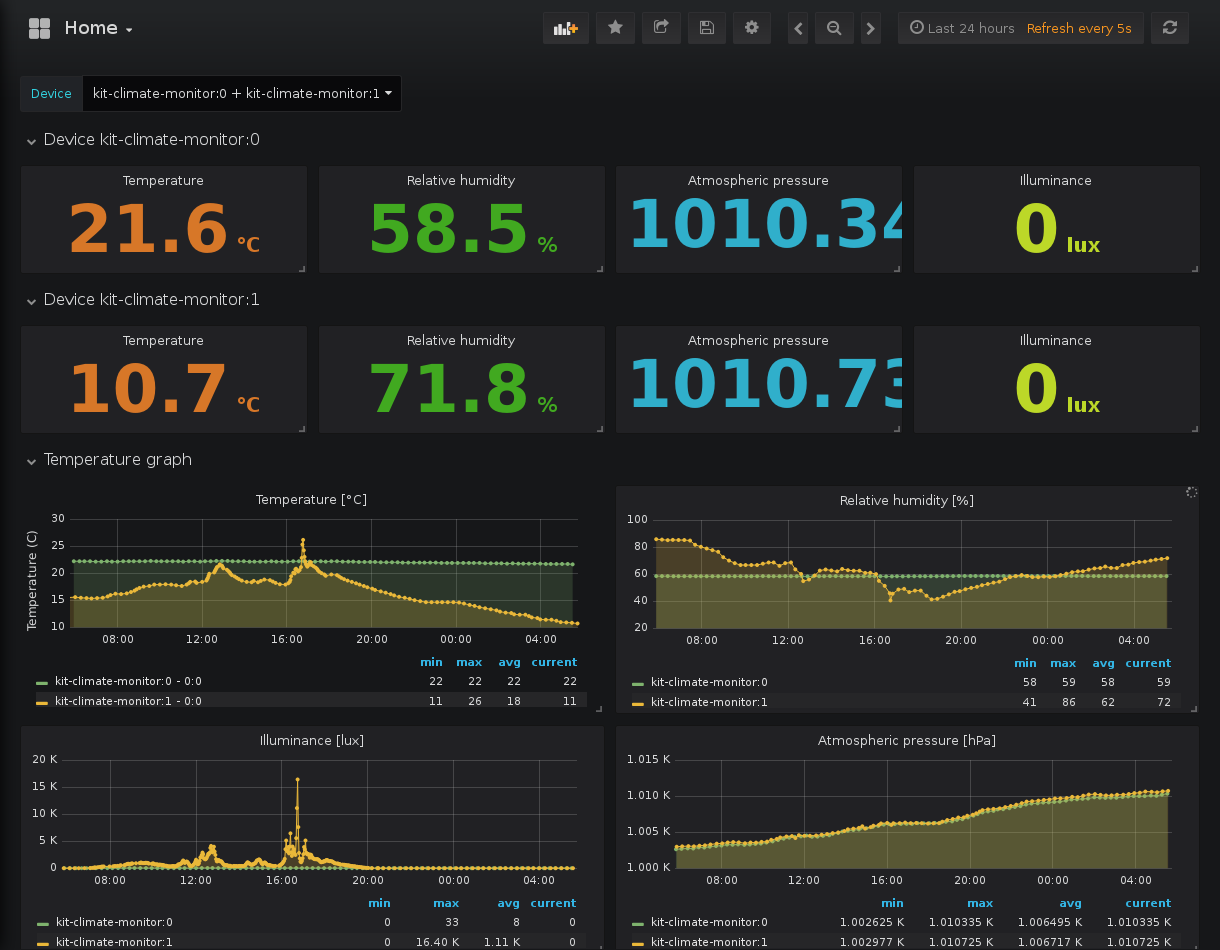 Home
Last 24 hours Refresh every 5s
Device kit-climate-monitor:0 + kit-climate-monitor:1
Device kit-climate-monitor:0
Temperature Relative humidity Atmospheric pressure Illuminance
21.6 °C 58.5 % 1010.34 0 lux
Device kit-climate-monitor:1
Temperature Relative humidity Atmospheric pressure Illuminance
10.7 °C 71.8 % 1010.73 0 lux
Temperature graph
Temperature [°C]
Temperature (C)
30
25
20
15
10
08:00 12:00 16:00 20:00 00:00 04:00
min max avg current
kit-climate-monitor:0 - 0:0 22 22 22 22
kit-climate-monitor:1 - 0:0 11 26 18 11
Relative humidity [%]
100
80
60
40
20
08:00 12:00 16:00 20:00 00:00 04:00
min max avg current
kit-climate-monitor:0 58 59 58 59
kit-climate-monitor:1 41 86 62 72
Illuminance [lux]
20 K
15 K
10 K
5 K
0
08:00 12:00 16:00 20:00 00:00 04:00
min max avg current
kit-climate-monitor:0 0 33 8 0
kit-climate-monitor:1 0 16.40 K 1.11 K 0
Atmospheric pressure [hPa]
1.015 K
1.010 K
1.005 K
1.000 K
08:00 12:00 16:00 20:00 00:00 04:00
min max avg current
kit-climate-monitor:0 1.002625 K 1.010335 K 1.006495 K 1.010335 K
kit-climate-monitor:1 1.002977 K 1.010725 K 1.006717 K 1.010725 K